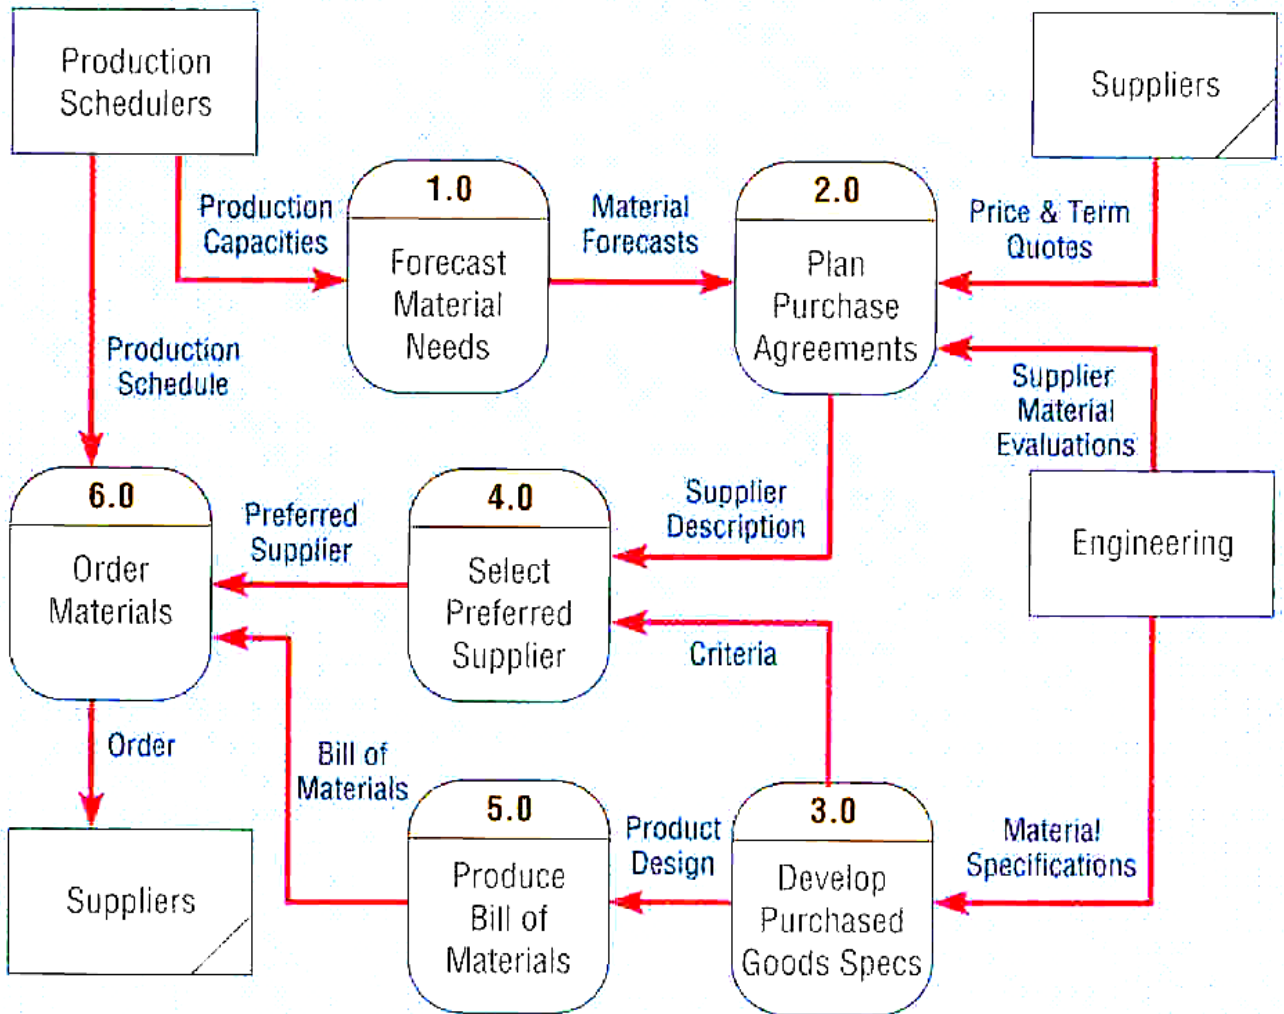 Production
Schedulers
Suppliers
1.0
Forecast
Material
Needs
2.0
Plan
Purchase
Agreements
Production
Capacities
Material
Forecasts
Price & Term
Quotes
Production
Schedule
Supplier
Material
Evaluations
6.0
Order
Materials
Preferred
Supplier
4.0
Select
Preferred
Supplier
Supplier
Description
Engineering
Criteria
Order
Bill of
Materials
5.0
Produce
Bill of
Materials
Product
Design
3.0
Develop
Purchased
Goods Specs
Material
Specifications
Suppliers